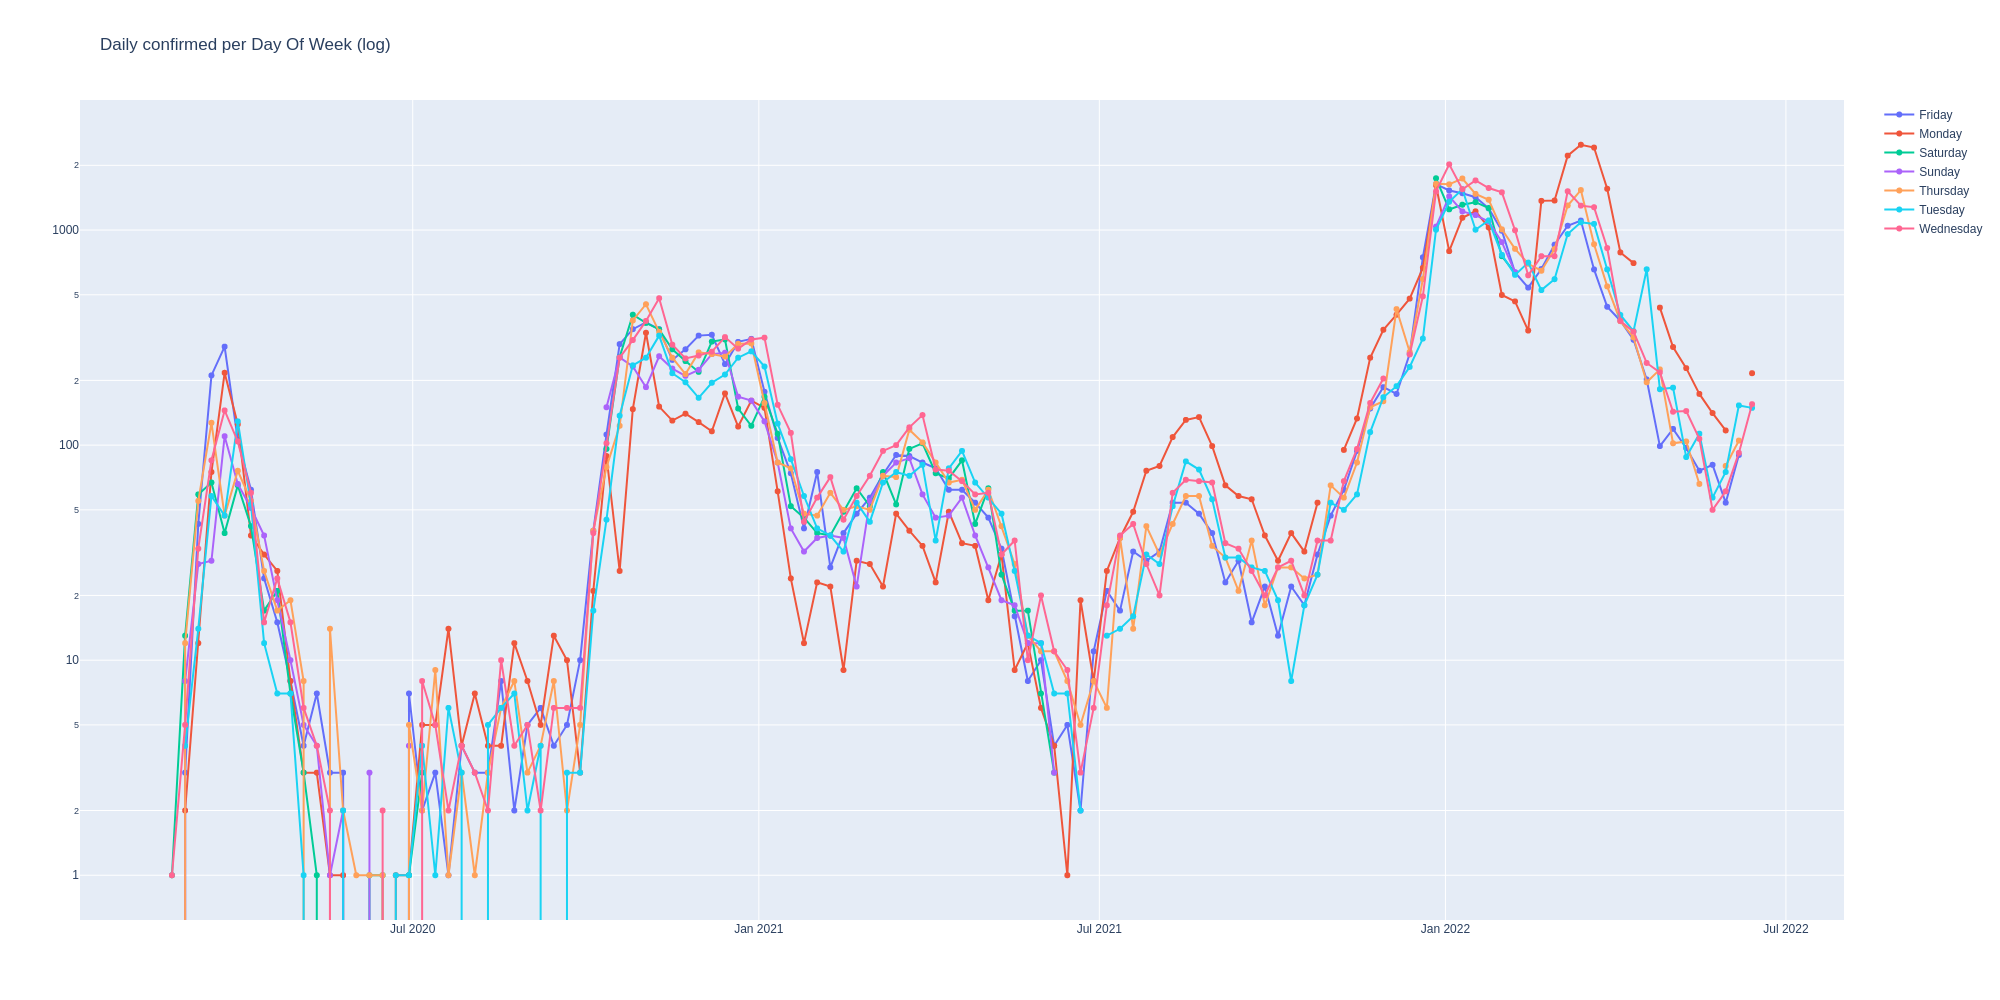 Daily confirmed per Day Of Week (log)
Friday
Monday
Saturday
Sunday
Thursday
Tuesday
Wednesday
2
1000
5
2
100
5
2
10
5
2
1
Jul 2020
Jan 2021
Jul 2021
Jan 2022
Jul 2022